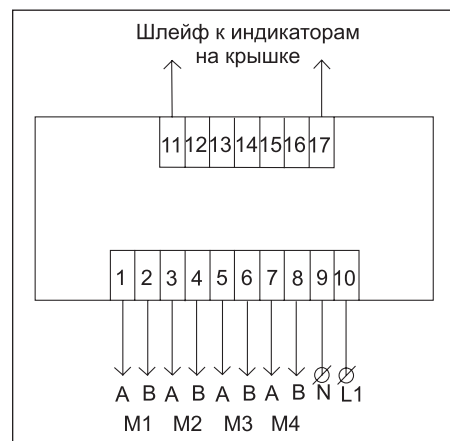 Шлейф к индикаторам
на крышке
11 12 13 14 15 16 17
1 2 3 4 5 6 7 8 9 10
A B A B A B A B N L1
M1 M2 M3 M4